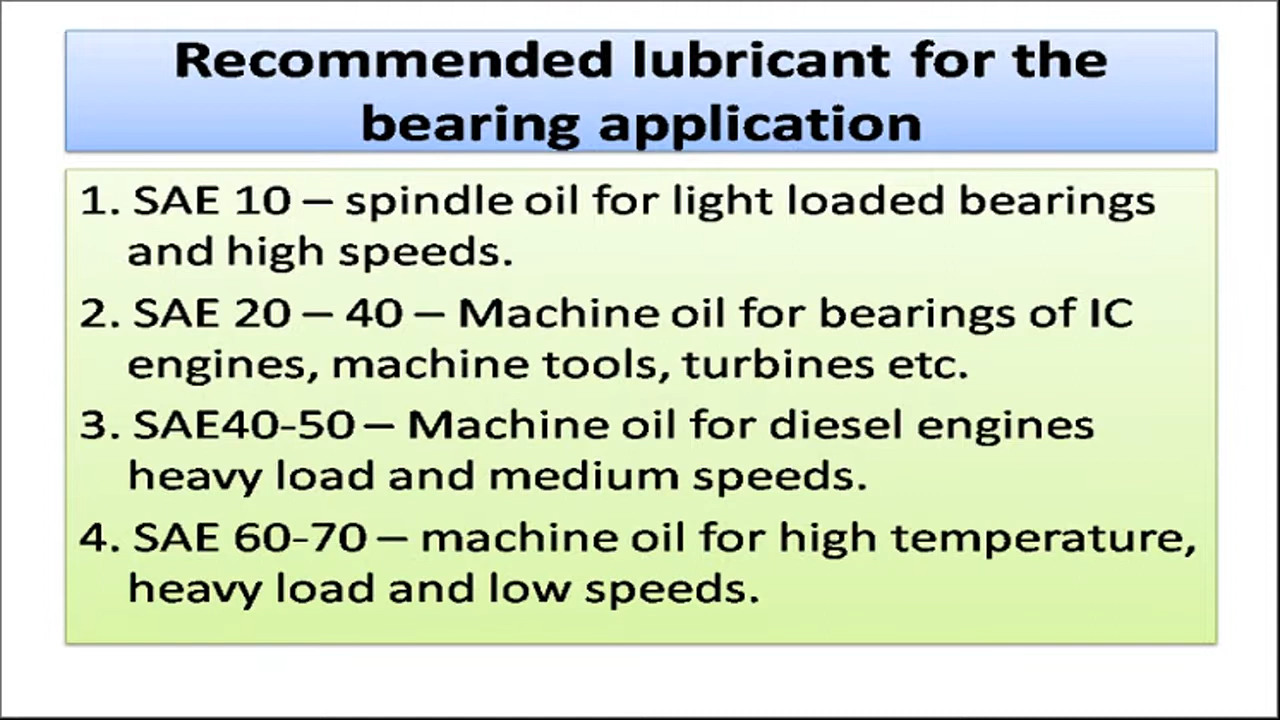 Recommended lubricant for the
bearing application
1. SAE 10 – spindle oil for light loaded bearings
and high speeds.
2. SAE 20 – 40 – Machine oil for bearings of IC
engines, machine tools, turbines etc.
3. SAE40-50 – Machine oil for diesel engines
heavy load and medium speeds.
4. SAE 60-70 – machine oil for high temperature,
heavy load and low speeds.